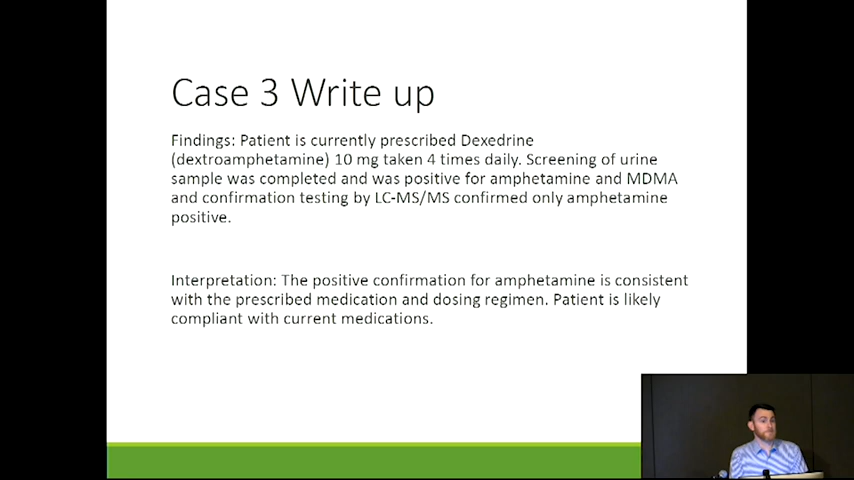 Case 3 Write up
Findings: Patient is currently prescribed Dexedrine
(dextroamphetamine) 10 mg taken 4 times daily. Screening of urine
sample was completed and was positive for amphetamine and MDMA
and confirmation testing by LC-MS/MS confirmed only amphetamine
positive.
Interpretation: The positive confirmation for amphetamine is consistent
with the prescribed medication and dosing regimen. Patient is likely
compliant with current medications.